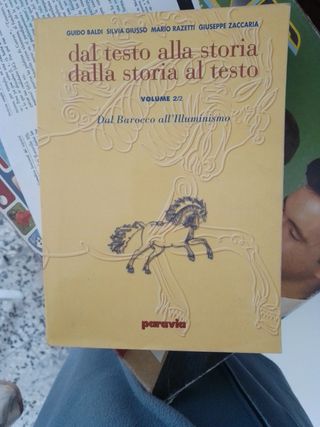 GUIDO BALDI SILVIA GIUSSO MARIO RAZETTI GIUSEPPE ZACCARIA
dal testo alla storia
dalla storia al testo
VOLUME 2/2
Dal Barocco all'Illuminismo
paravia